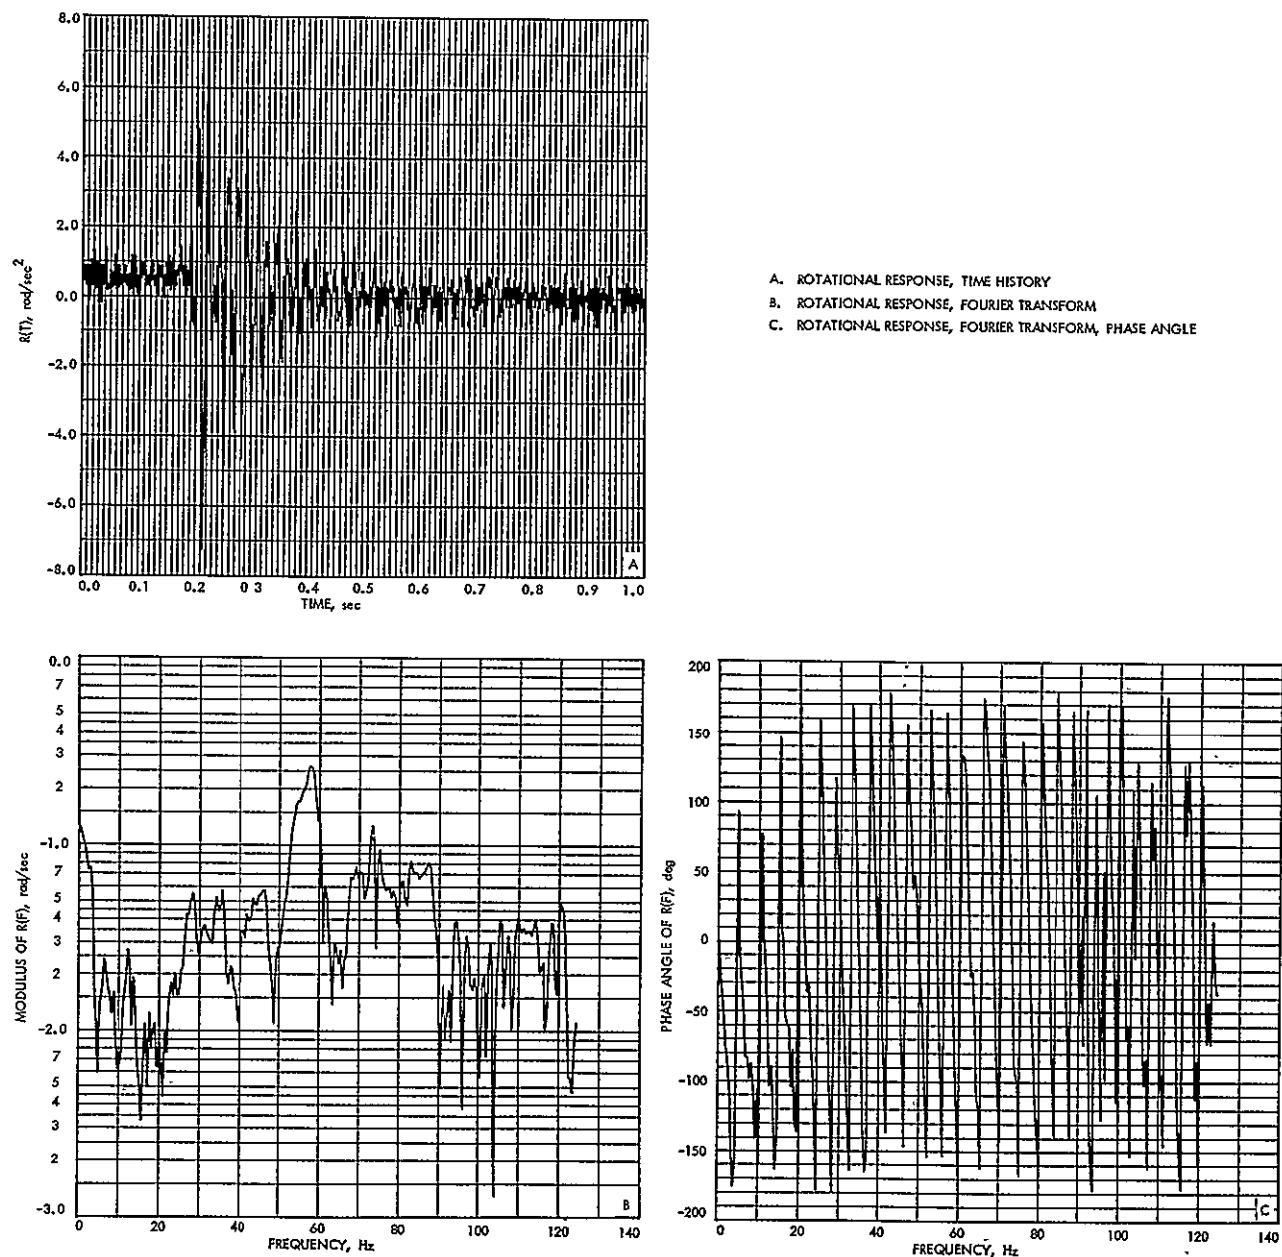 8.0
6.0
4.0
2.0
0.0
-2.0
-4.0
-6.0
-8.0
R(T), rad/sec2
0.0 0.1 0.2 0 3 0.4 0.5 0.6 0.7 0.8 0.9 1.0
TIME, sec
A
A. ROTATIONAL RESPONSE, TIME HISTORY
B. ROTATIONAL RESPONSE, FOURIER TRANSFORM
C. ROTATIONAL RESPONSE, FOURIER TRANSFORM, PHASE ANGLE
0.0
7
5
4
3
2
-1.0
7
5
4
3
2
-2.0
7
5
4
3
2
-3.0
MODULUS OF R(F), rad/sec
0 20 40 60 80 100 120 140
FREQUENCY, Hz
B
200
150
100
50
0
-50
-100
-150
-200
PHASE ANGLE OF R(F), deg
0 20 40 60 80 100 120 140
FREQUENCY, Hz
C